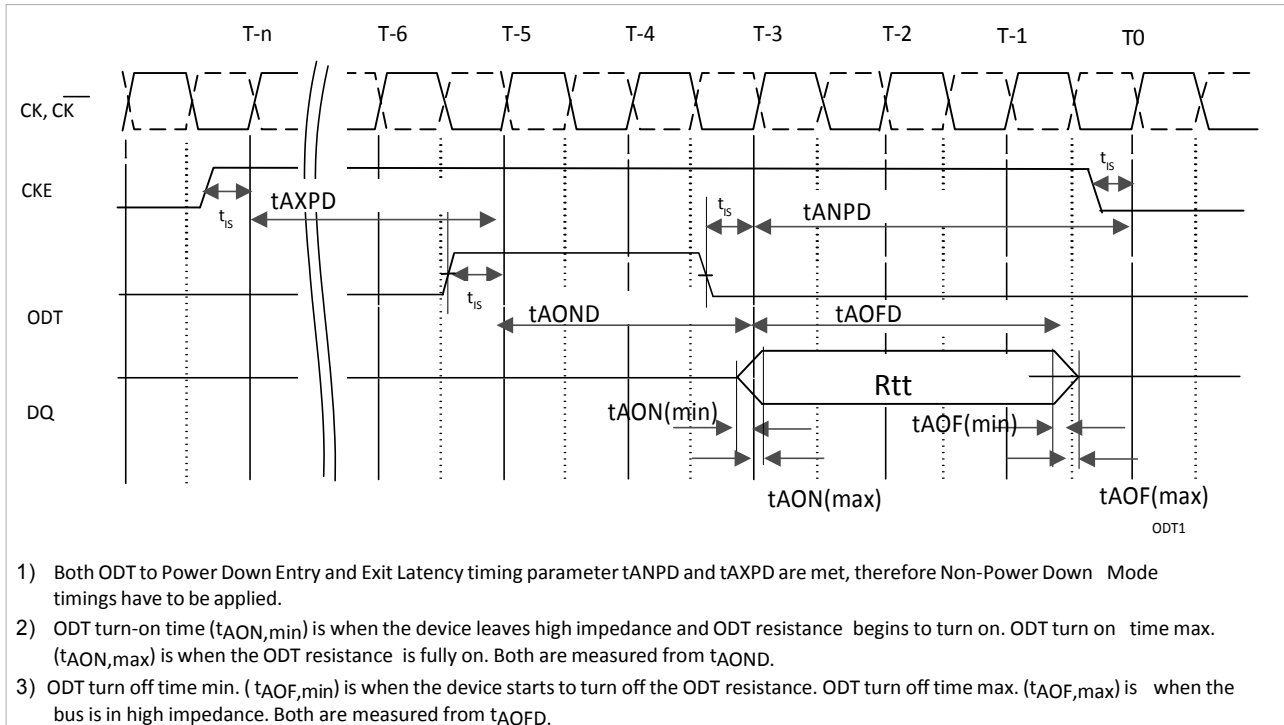 T-n T-6 T-5 T-4 T-3 T-2 T-1 T0
CK, CK
CKE
tIS
tIS
tIS
tAXPD
tANPD
tIS
ODT
tAOND
tAOFD
Rtt
DQ
tAON(min)
tAOF(min)
tAON(max)
tAOF(max)
ODT1
1) Both ODT to Power Down Entry and Exit Latency timing parameter tANPD and tAXPD are met, therefore Non-Power Down Mode
timings have to be applied.
2) ODT turn-on time (tAON,min) is when the device leaves high impedance and ODT resistance begins to turn on. ODT turn on time max.
(tAON,max) is when the ODT resistance is fully on. Both are measured from tAOND.
3) ODT turn off time min. ( tAOF,min) is when the device starts to turn off the ODT resistance. ODT turn off time max. (tAOF,max) is when the
bus is in high impedance. Both are measured from tAOFD.